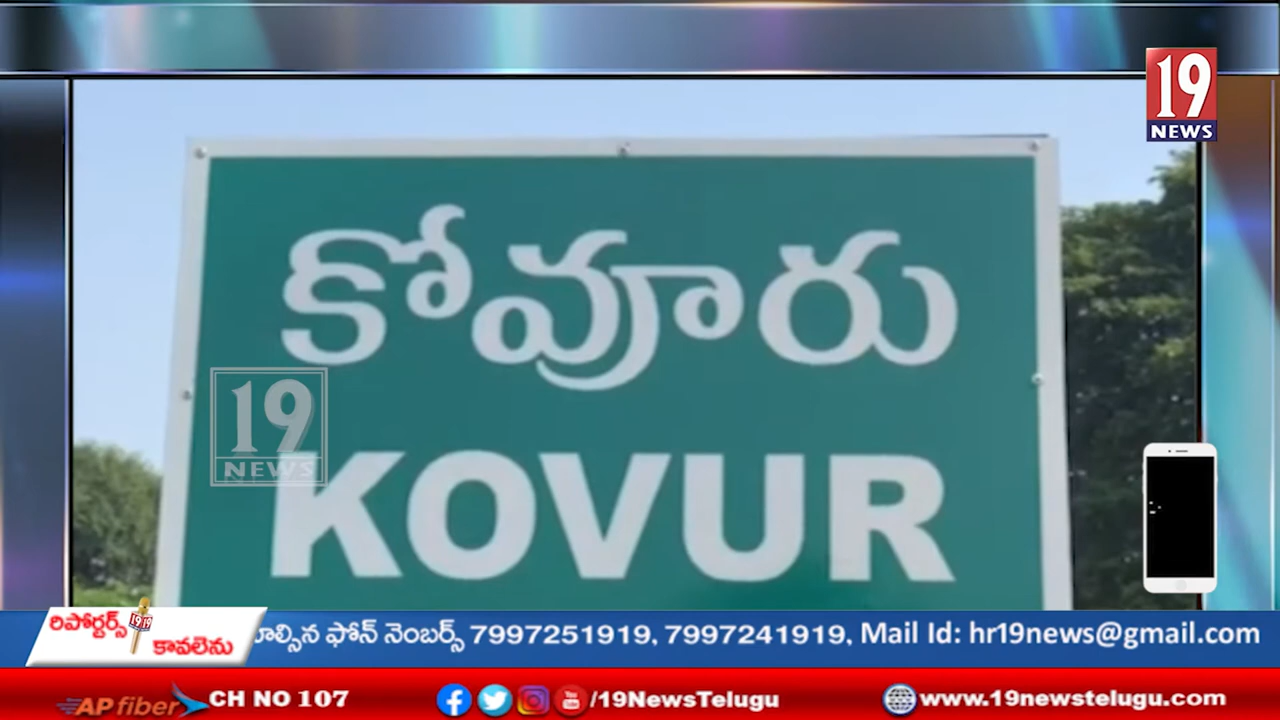 19
NEWS
కోవూరు
19
NEWS
KOVUR
రిపోర్టర్స్ 1919
కావలెను
ల్సిన ఫోన్ నెంబర్స్ 7997251919, 7997241919, Mail Id: hr19news@gmail.com
AP fiber CH NO 107 /19NewsTelugu www.19newstelugu.com